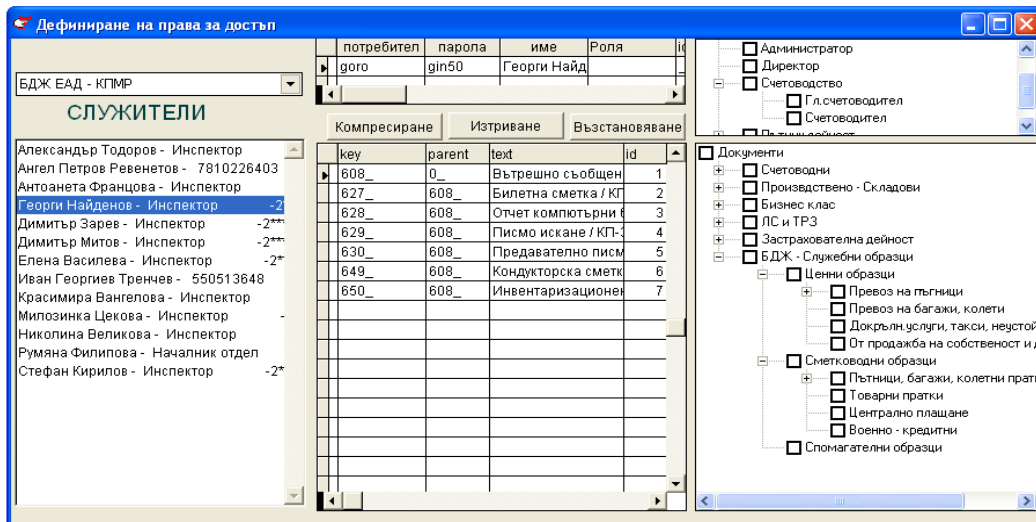 Дефиниране на права за достъп
БДЖ ЕАД - КПМР
СЛУЖИТЕЛИ
Александър Тодоров - Инспектор
Ангел Петров Ревенетов - 7810226403
Антоанета Францова - Инспектор
Георги Найденов - Инспектор -2
Димитър Зарев - Инспектор -2***
Димитър Митов - Инспектор -2**
Елена Василева - Инспектор -2*
Иван Георгиев Тренчев - 550513648
Красимира Вангелова - Инспектор
Милозинка Цекова - Инспектор -
Николина Великова - Инспектор
Румяна Филипова - Началник отдел
Стефан Кирилов - Инспектор -2*
потребител парола име Роля
goro gin50 Георги Найд
Компресиране Изтриване Възстановяване
key parent text id
608_ 0_ Вътрешно съобщен 1
627_ 608_ Билетна сметка / КГ 2
628_ 608_ Отчет компютърни 3
629_ 608_ Писмо искане / КП- 4
630_ 608_ Предавателно писм 5
649_ 608_ Кондукторска сметк 6
650_ 608_ Инвентаризационен 7
Администратор
Директор
Счетоводство
Гл.счетоводител
Счетоводител
Документи
Счетоводни
Произвдствено - Складови
Бизнес клас
ЛС и ТРЗ
Застрахователна дейност
БДЖ - Служебни образци
Ценни образци
Превоз на пътници
Превоз на багажи, колети
Докрълн.услуги, такси, неустой
От продажба на собственост и д
Сметководни образци
Пътници, багажи, колетни прат
Товарни пратки
Централно плащане
Военно - кредитни
Спомагателни образци